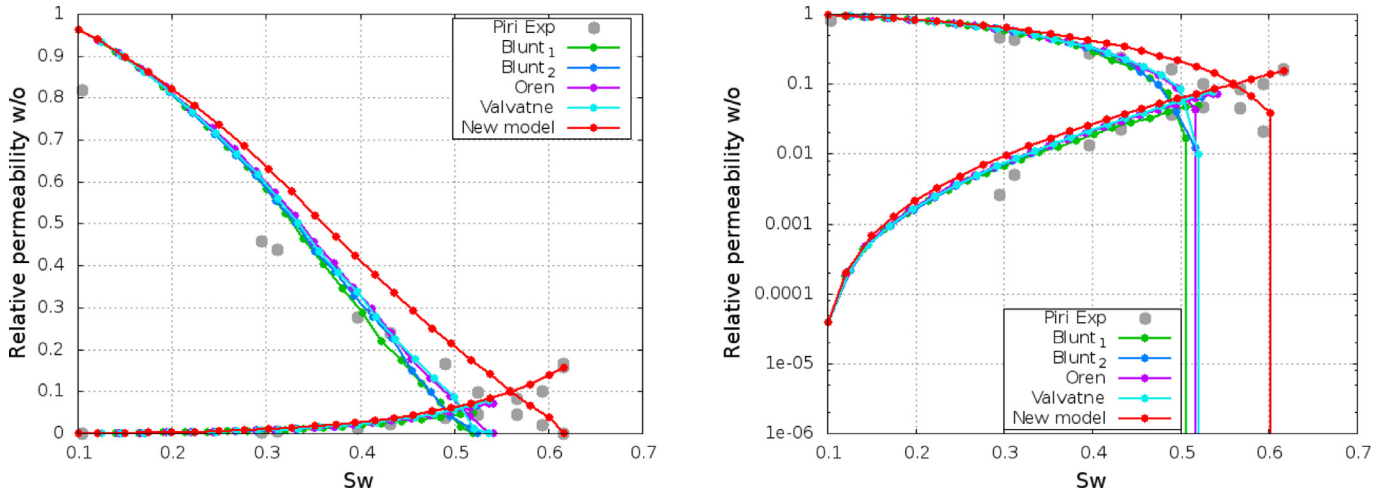 Relative permeability w/o
1
0.9
0.8
0.7
0.6
0.5
0.4
0.3
0.2
0.1
0
0.1
0.2
0.3
0.4
0.5
0.6
0.7
Sw
Piri Exp
Blunt₁
Blunt₂
Oren
Valvatne
New model
Relative permeability w/o
1
0.1
0.01
0.001
0.0001
1e-05
1e-06
0.1
0.2
0.3
0.4
0.5
0.6
0.7
Sw
Piri Exp
Blunt₁
Blunt₂
Oren
Valvatne
New model